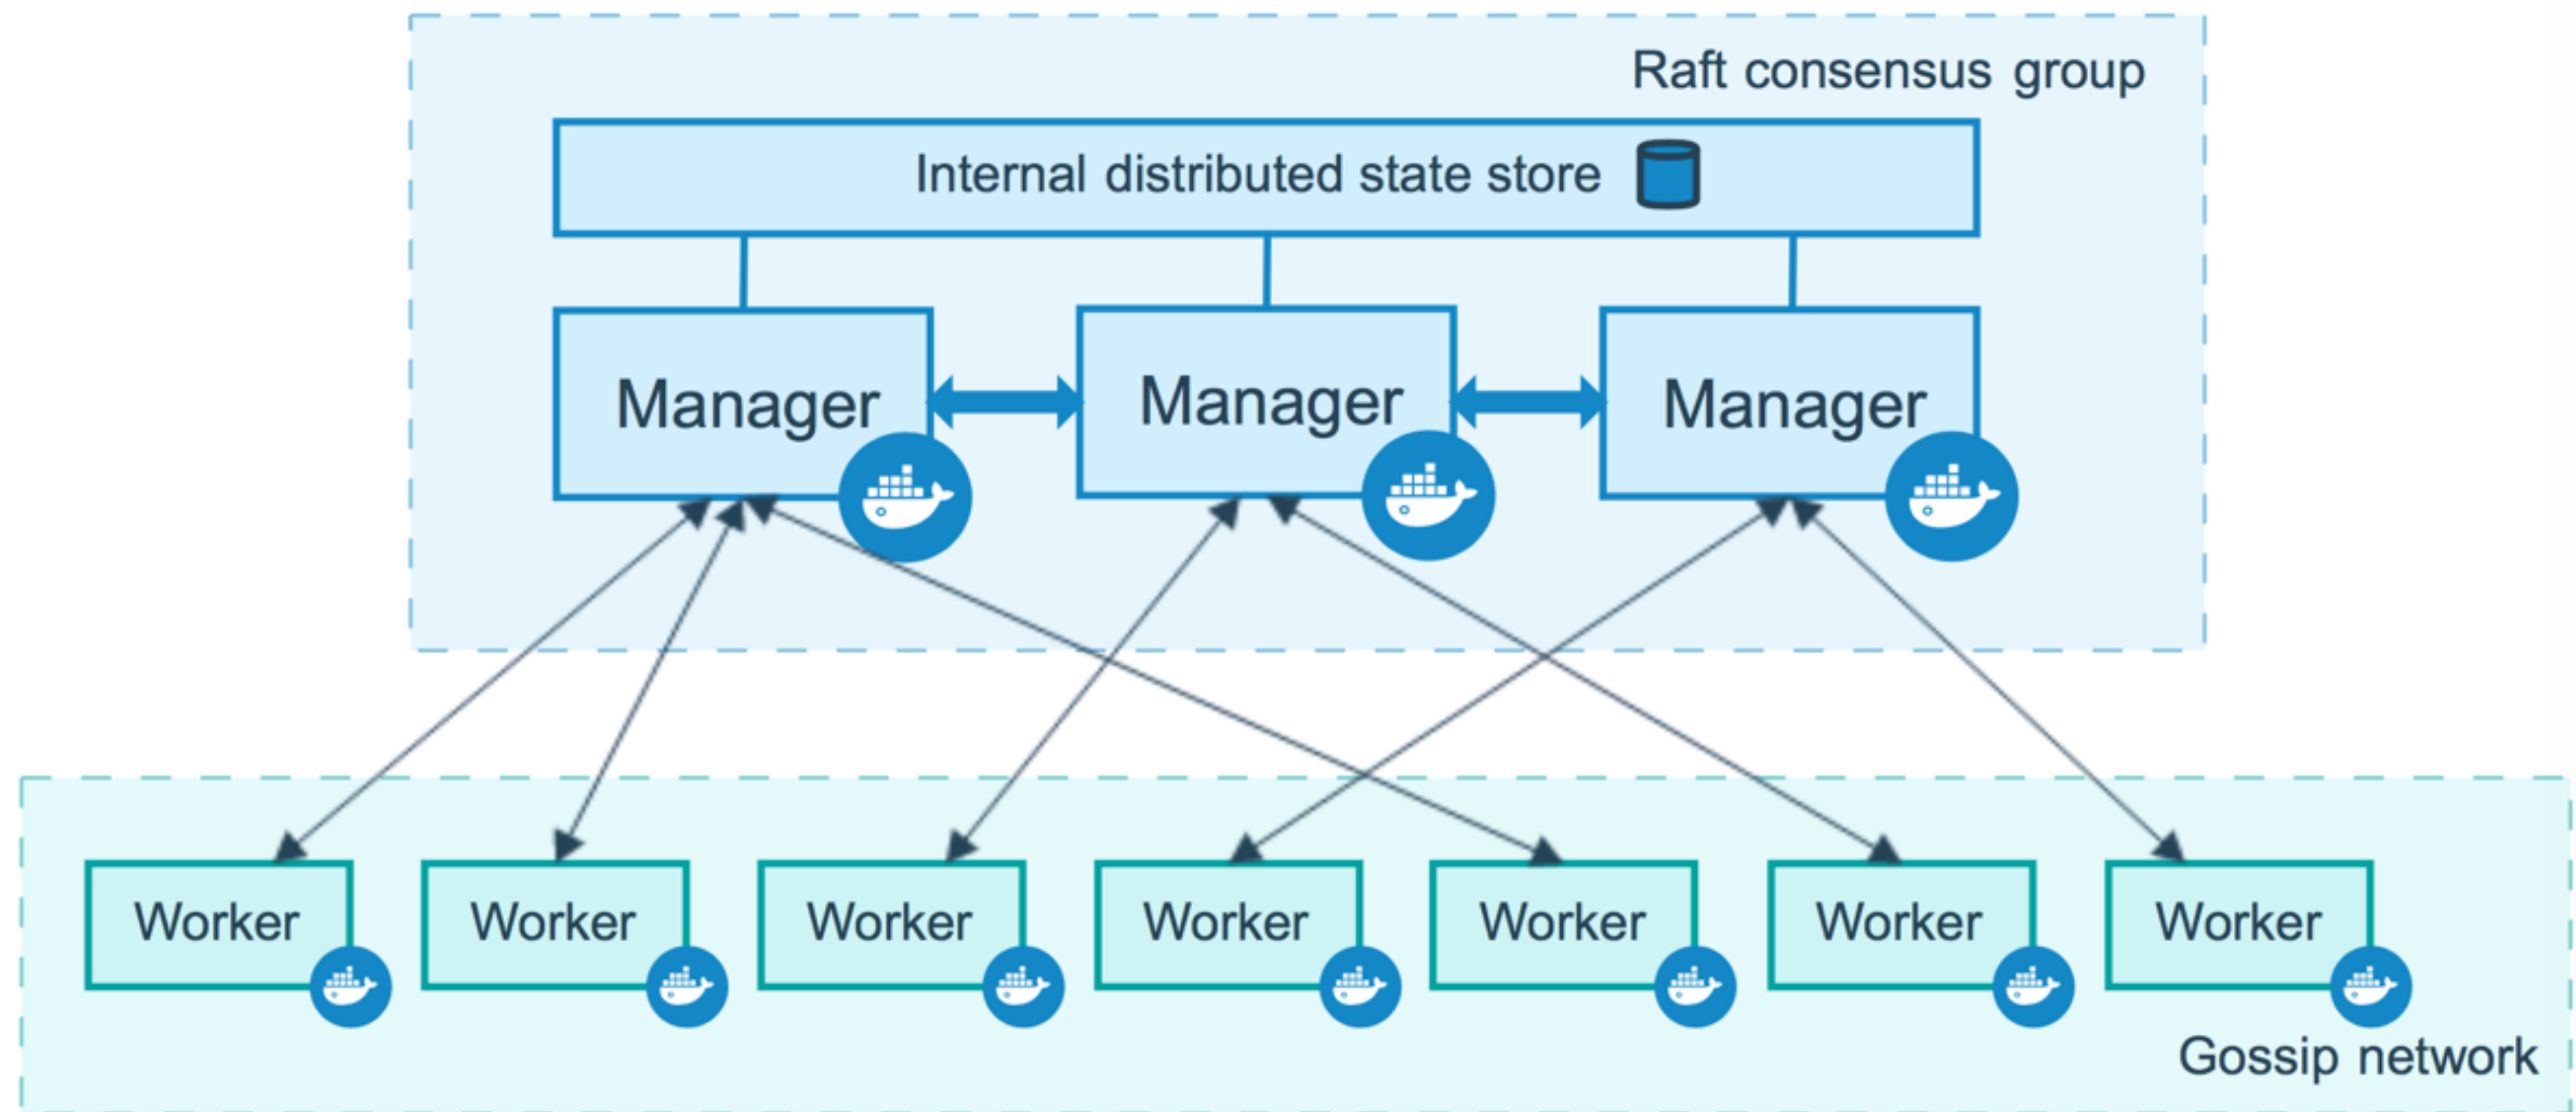 Raft consensus group
Internal distributed state store
Manager
Manager
Manager
Worker
Worker
Worker
Worker
Worker
Worker
Worker
Gossip network